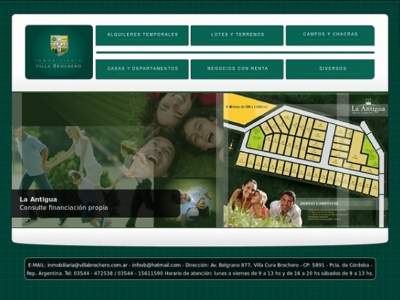 ALQUILERES TEMPORALES
LOTES Y TERRENOS
CAMPOS Y CHACRAS
INMOBILIARIA
VILLA BROCHERO
CASAS Y DEPARTAMENTOS
NEGOCIOS CON RENTA
DIVERSOS
La Antigua
La Antigua
Consulte financiación propia
E-MAIL: inmobiliaria@villabrochero.com.ar - infovb@hotmail.com - Dirección: Av. Belgrano 877, Villa Cura Brochero - CP: 5891 - Pcia. de Córdoba -
Rep. Argentina. Tel: 03544 - 472538 / 03544 - 15611590 Horario de atención: lunes a viernes de 9 a 13 hs y de 16 a 20 hs sábados de 9 a 13 hs.